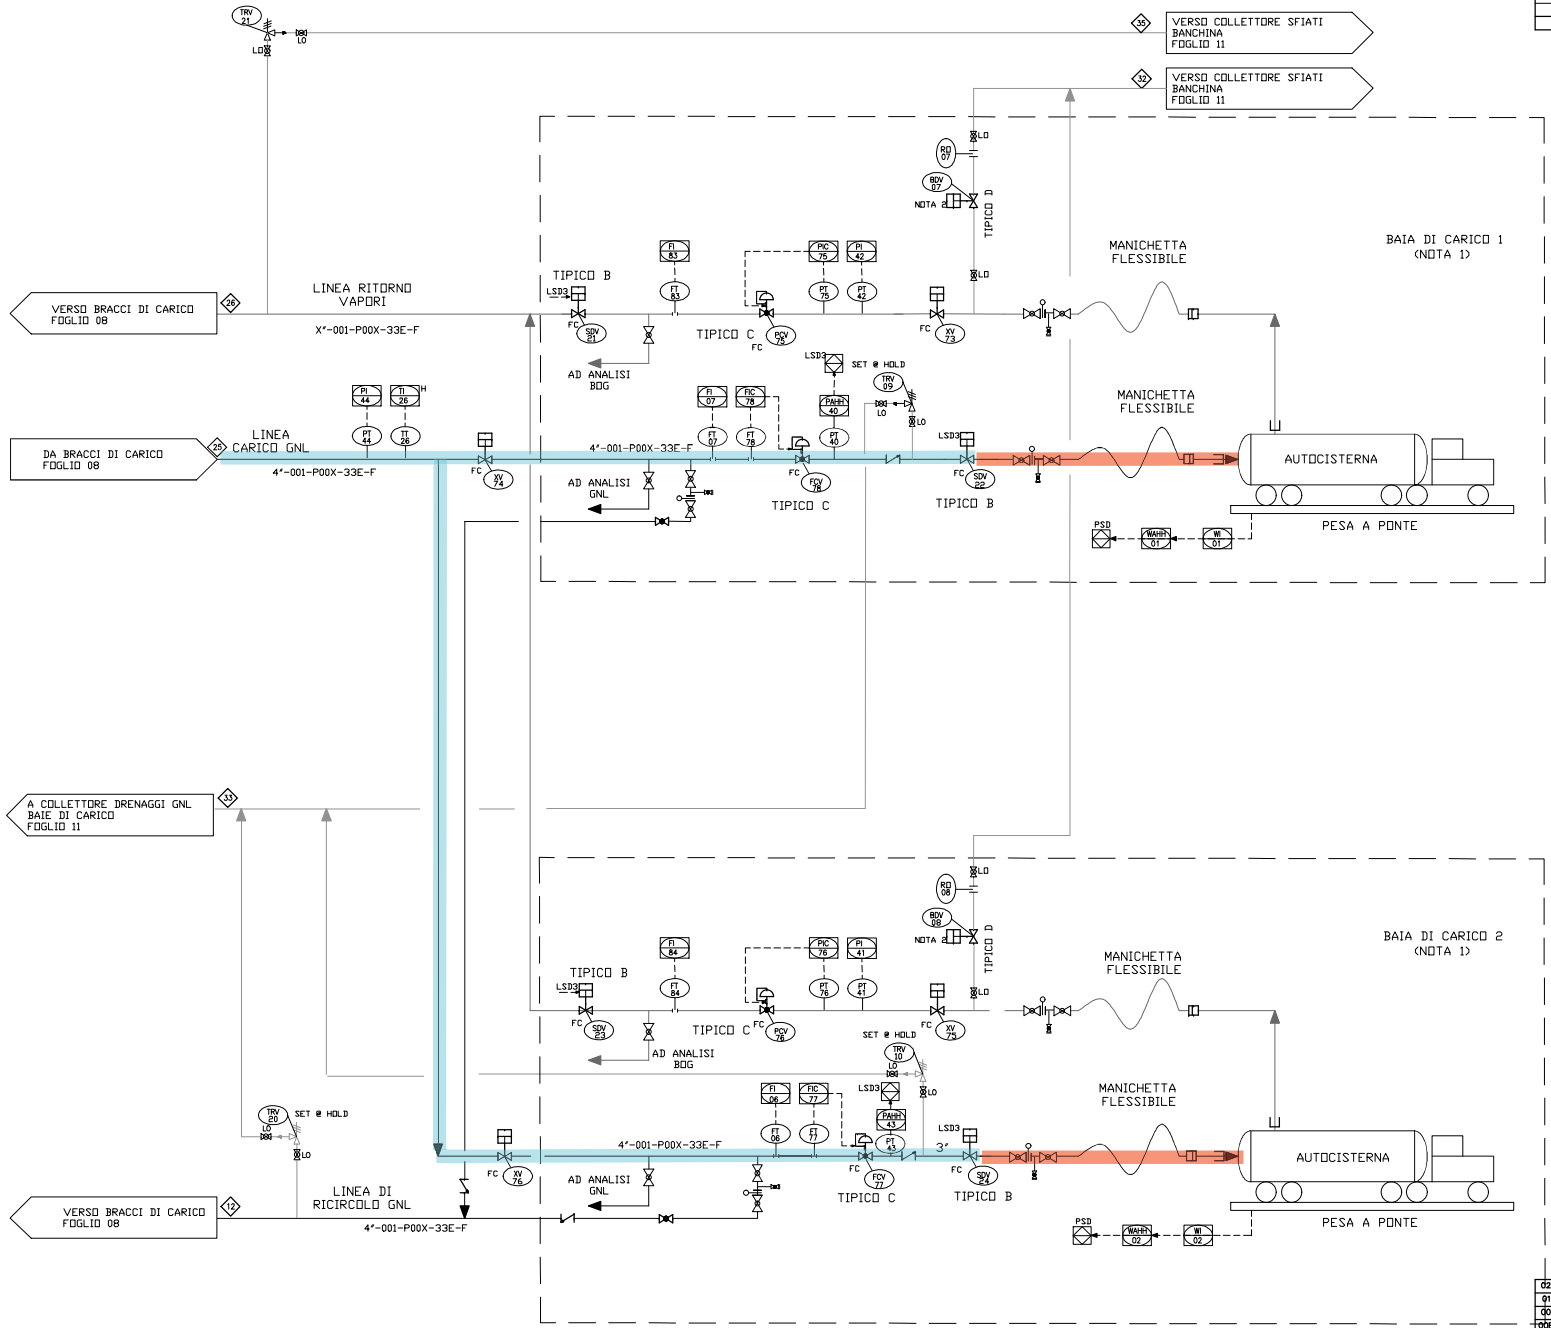 TRV
21
LO
LO
35
VERSO COLLETTORE SFIATI
BANCHINA
FOGLIO 11
32
VERSO COLLETTORE SFIATI
BANCHINA
FOGLIO 11
LO
RO
07
BDV
07
NOTA 2
TIPICO D
LO
BAIA DI CARICO 1
(NOTA 1)
MANICHETTA
FLESSIBILE
FI
83
PIC
75
PI
42
TIPICO B
LSD3
FT
83
PT
75
PT
42
LINEA RITORNO
VAPORI
26
VERSO BRACCI DI CARICO
FOGLIO 08
X"-001-P00X-33E-F
FC
SDV
21
TIPICO C
PCV
75
FC
FC
XV
73
AD ANALISI
BOG
LSD3
SET @ HOLD
TRV
09
LO
LO
PI
44
TI
26
H
FI
07
FIC
78
PAHH
40
MANICHETTA
FLESSIBILE
LINEA
CARICO GNL
25
DA BRACCI DI CARICO
FOGLIO 08
PT
44
TT
26
4"-001-P00X-33E-F
FT
07
FT
78
PT
40
LSD3
4"-001-P00X-33E-F
FC
XV
74
AD ANALISI
GNL
FC
FCV
78
TIPICO C
FC
SDV
22
TIPICO B
AUTOCISTERNA
PESA A PONTE
PSD
WAHH
01
WI
01
33
A COLLETTORE DRENAGGI GNL
BAIE DI CARICO
FOGLIO 11
LO
RO
08
BDV
08
NOTA 2
TIPICO D
LO
BAIA DI CARICO 2
(NOTA 1)
MANICHETTA
FLESSIBILE
FI
84
PIC
76
PI
41
TIPICO B
LSD3
FT
84
PT
76
PT
41
FC
SDV
23
TIPICO C
FC
PCV
76
FC
XV
75
AD ANALISI
BOG
SET @ HOLD
TRV
10
LO
LO
LSD3
FI
06
FIC
77
PAHH
43
MANICHETTA
FLESSIBILE
TRV
20
SET @ HOLD
LO
LO
FT
06
FT
77
PT
43
LSD3
4"-001-P00X-33E-F
3"
FC
XV
76
AD ANALISI
GNL
FC
FCV
77
TIPICO C
FC
SDV
24
TIPICO B
AUTOCISTERNA
PESA A PONTE
12
VERSO BRACCI DI CARICO
FOGLIO 08
LINEA DI
RICIRCOLO GNL
4"-001-P00X-33E-F
PSD
WAHH
02
WI
02
02
01
00